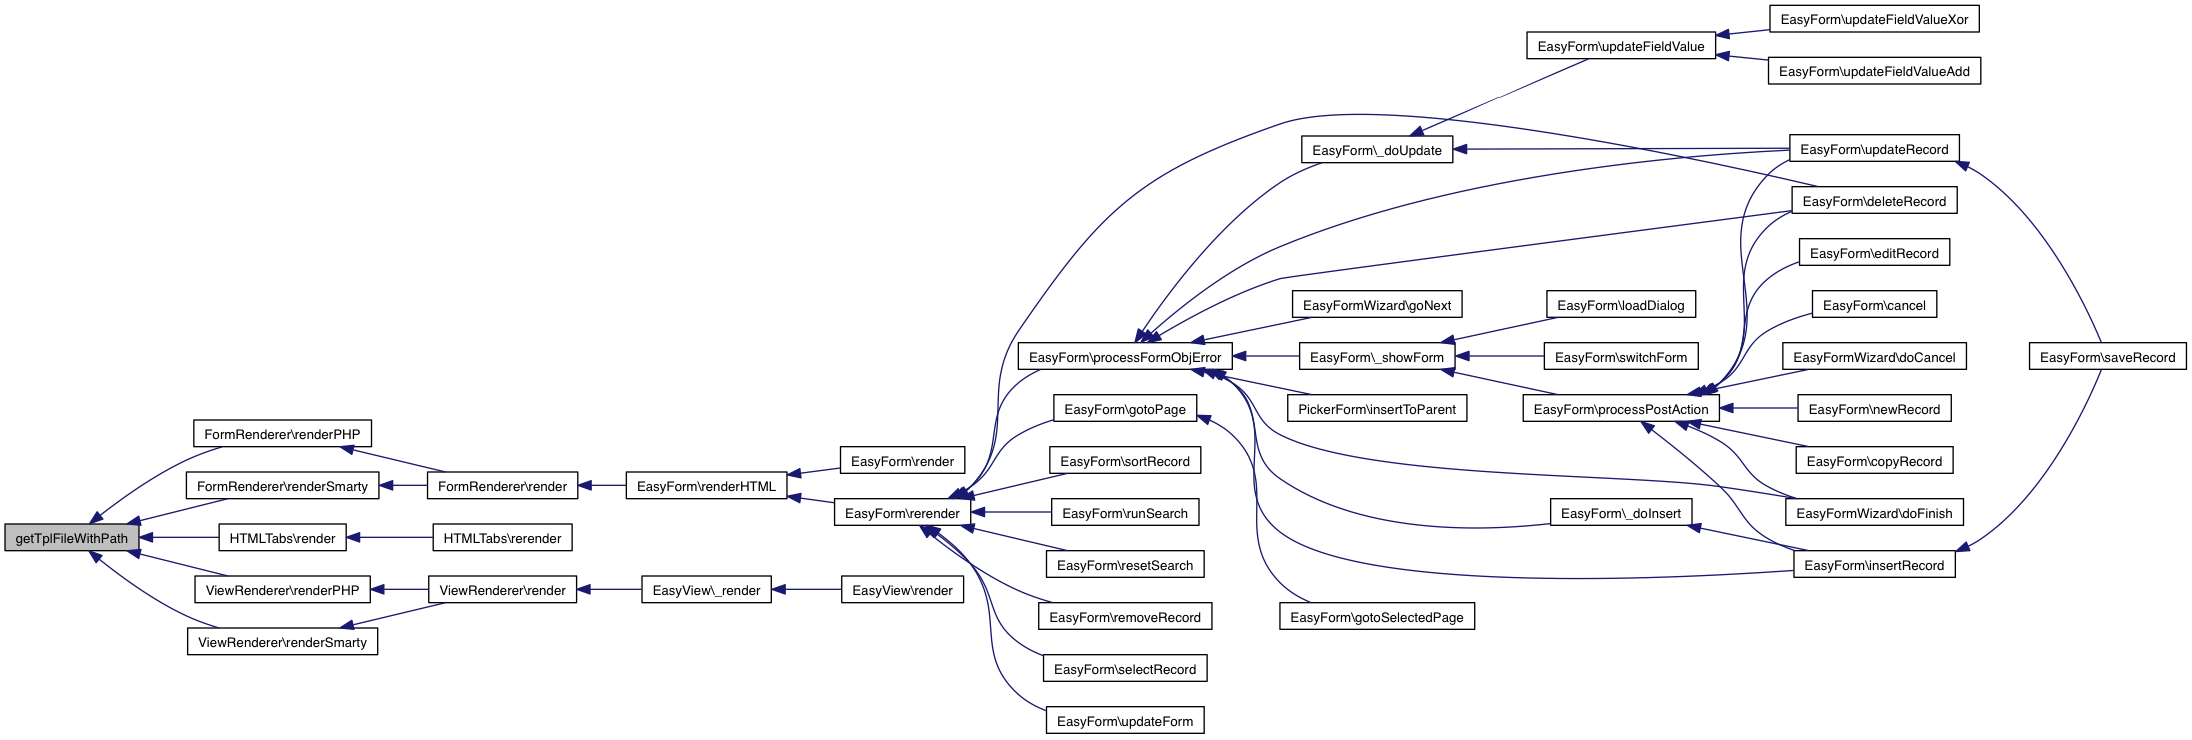 EasyForm\updateFieldValueXor
EasyForm\updateFieldValue
EasyForm\updateFieldValueAdd
EasyForm\_doUpdate
EasyForm\updateRecord
EasyForm\deleteRecord
EasyForm\editRecord
EasyFormWizard\goNext
EasyForm\loadDialog
EasyForm\cancel
EasyForm\processFormObjError
EasyForm\_showForm
EasyForm\switchForm
EasyFormWizard\doCancel
EasyForm\saveRecord
EasyForm\gotoPage
PickerForm\insertToParent
EasyForm\processPostAction
EasyForm\newRecord
FormRenderer\renderPHP
EasyForm\render
EasyForm\sortRecord
EasyForm\copyRecord
FormRenderer\renderSmarty
FormRenderer\render
EasyForm\renderHTML
EasyForm\rerender
EasyForm\runSearch
EasyForm\_doInsert
EasyFormWizard\doFinish
getTplFileWithPath
HTMLTabs\render
HTMLTabs\rerender
EasyForm\resetSearch
EasyForm\insertRecord
ViewRenderer\renderPHP
ViewRenderer\render
EasyView\_render
EasyView\render
EasyForm\removeRecord
EasyForm\gotoSelectedPage
ViewRenderer\renderSmarty
EasyForm\selectRecord
EasyForm\updateForm